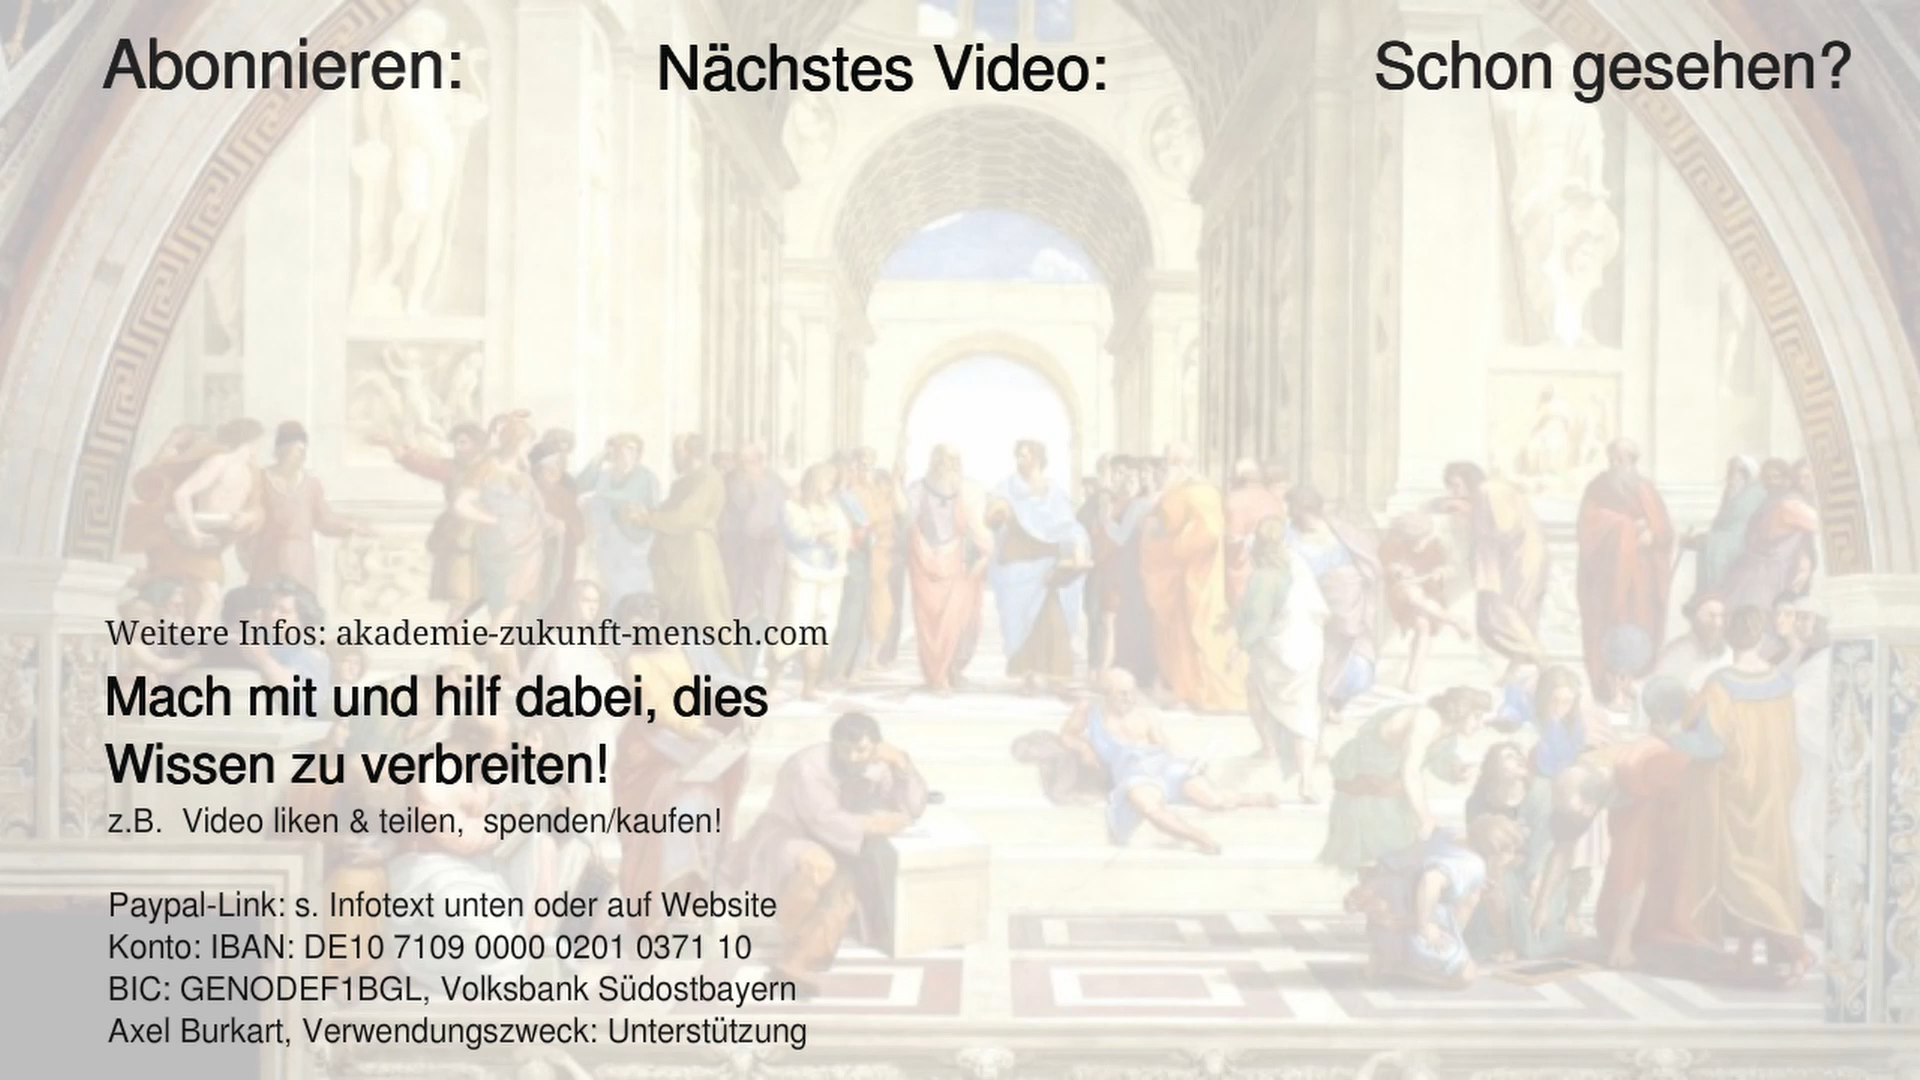 Abonnieren:
Nächstes Video:
Schon gesehen?
Weitere Infos: akademie-zukunft-mensch.com
Mach mit und hilf dabei, dies
Wissen zu verbreiten!
z.B.  Video liken & teilen,  spenden/kaufen!
Paypal-Link: s. Infotext unten oder auf Website
Konto: IBAN: DE10 7109 0000 0201 0371 10
BIC: GENODEF1BGL, Volksbank Südostbayern
Axel Burkart, Verwendungszweck: Unterstützung